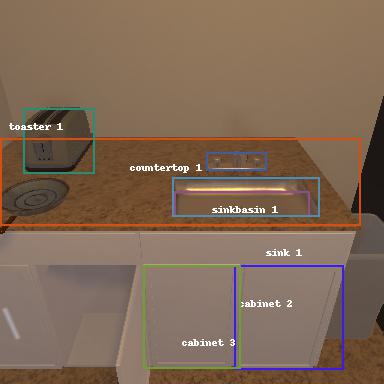 toaster 1
countertop 1
sinkbasin 1
sink 1
cabinet 2
cabinet 3